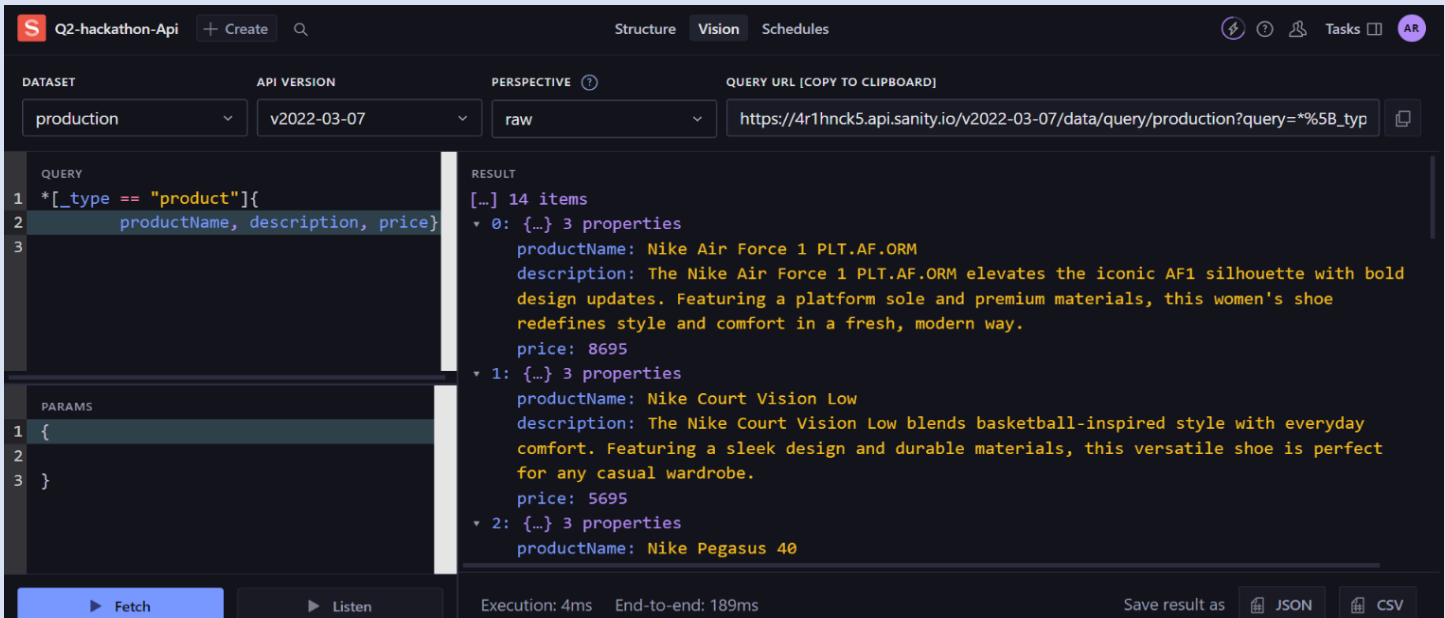 S Q2-hackathon-Api + Create Structure Vision Schedules Tasks AR
DATASET API VERSION PERSPECTIVE ? QUERY URL [COPY TO CLIPBOARD]
production v2022-03-07 raw https://4r1hnck5.api.sanity.io/v2022-03-07/data/query/production?query=*%5B_typ
QUERY
1 *[_type == "product"]{
2 productName, description, price}
3
RESULT
[…] 14 items
0: {…} 3 properties
productName: Nike Air Force 1 PLT.AF.ORM
description: The Nike Air Force 1 PLT.AF.ORM elevates the iconic AF1 silhouette with bold
design updates. Featuring a platform sole and premium materials, this women's shoe
redefines style and comfort in a fresh, modern way.
price: 8695
1: {…} 3 properties
productName: Nike Court Vision Low
description: The Nike Court Vision Low blends basketball-inspired style with everyday
comfort. Featuring a sleek design and durable materials, this versatile shoe is perfect
for any casual wardrobe.
price: 5695
2: {…} 3 properties
productName: Nike Pegasus 40
PARAMS
1 {
2
3 }
Fetch Listen
Execution: 4ms End-to-end: 189ms Save result as JSON CSV